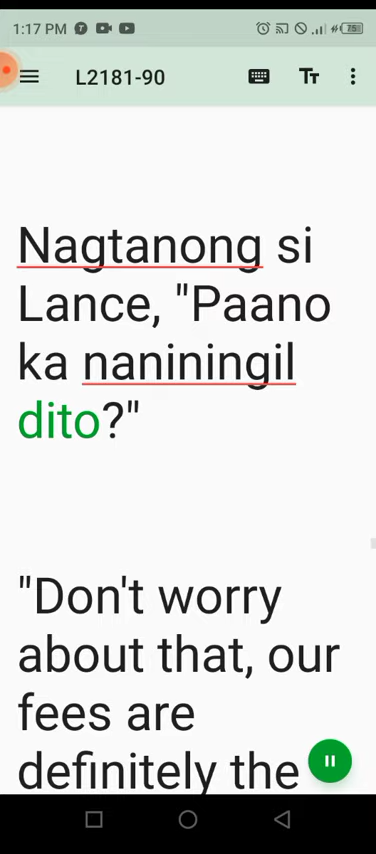 1:17 PM
75
L2181-90
Nagtanong si
Lance, "Paano
ka naniningil
dito?"
"Don't worry
about that, our
fees are
definitely the